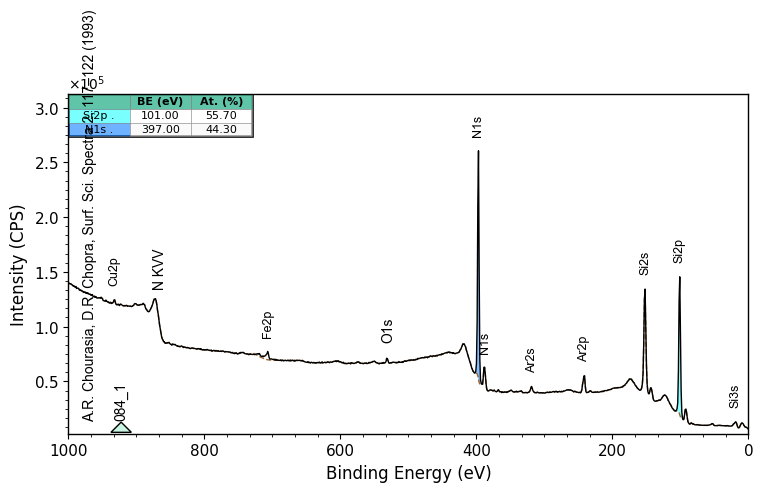 ×10^5
BE (eV) At. (%)
Si2p . 101.00 55.70
N1s . 397.00 44.30
A.R. Chourasia, D.R. Chopra, Surf. Sci. Spectra 2, 117-122 (1993)
084_1
Cu2p
N KVV
Fe2p
O1s
N1s
N1s
Ar2s
Ar2p
Si2s
Si2p
Si3s
Intensity (CPS)
3.0
2.5
2.0
1.5
1.0
0.5
1000 800 600 400 200 0
Binding Energy (eV)